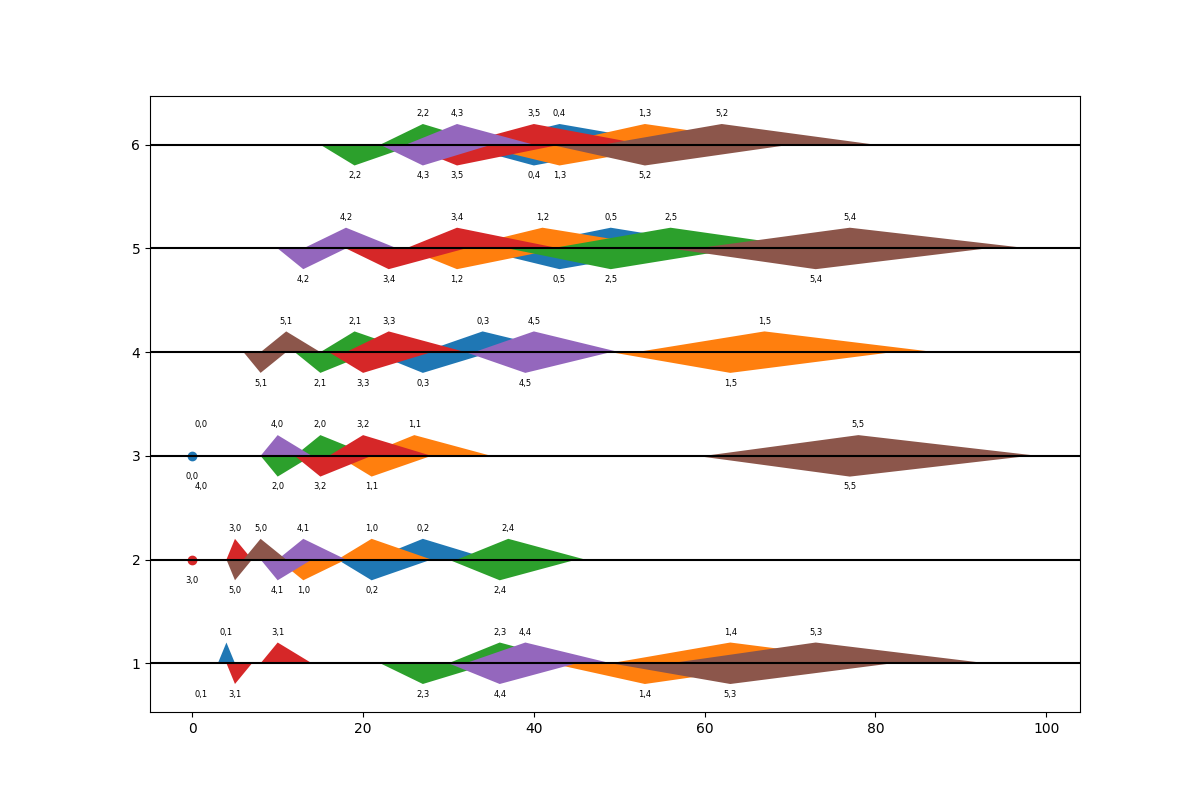 2,2 4,3 3,5 0,4 1,3 5,2
6
2,2 4,3 3,5 0,4 1,3 5,2
4,2 3,4 1,2 0,5 2,5 5,4
5
4,2 3,4 1,2 0,5 2,5 5,4
5,1 2,1 3,3 0,3 4,5 1,5
4
5,1 2,1 3,3 0,3 4,5 1,5
0,0 4,0 2,0 3,2 1,1 5,5
3
0,0
4,0 2,0 3,2 1,1 5,5
3,0 5,0 4,1 1,0 0,2 2,4
2
3,0
5,0 4,1 1,0 0,2 2,4
0,1 3,1 2,3 4,4 1,4 5,3
1
0,1 3,1 2,3 4,4 1,4 5,3
0 20 40 60 80 100